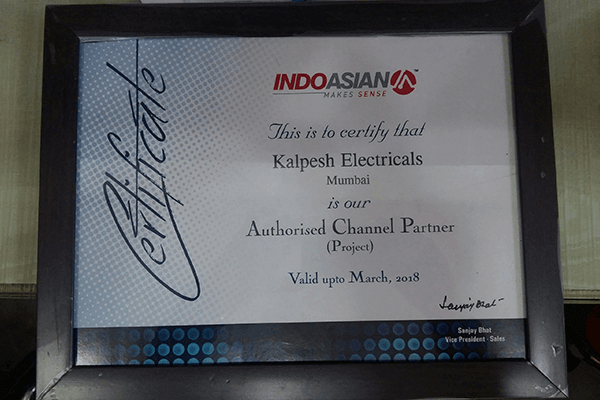 Certificate
INDOASIAN™
MAKES SENSE
This is to certify that
Kalpesh Electricals
Mumbai
is our
Authorised Channel Partner
(Project)
Valid upto March, 2018
Sanjay Bhat
Sanjay Bhat
Vice President - Sales